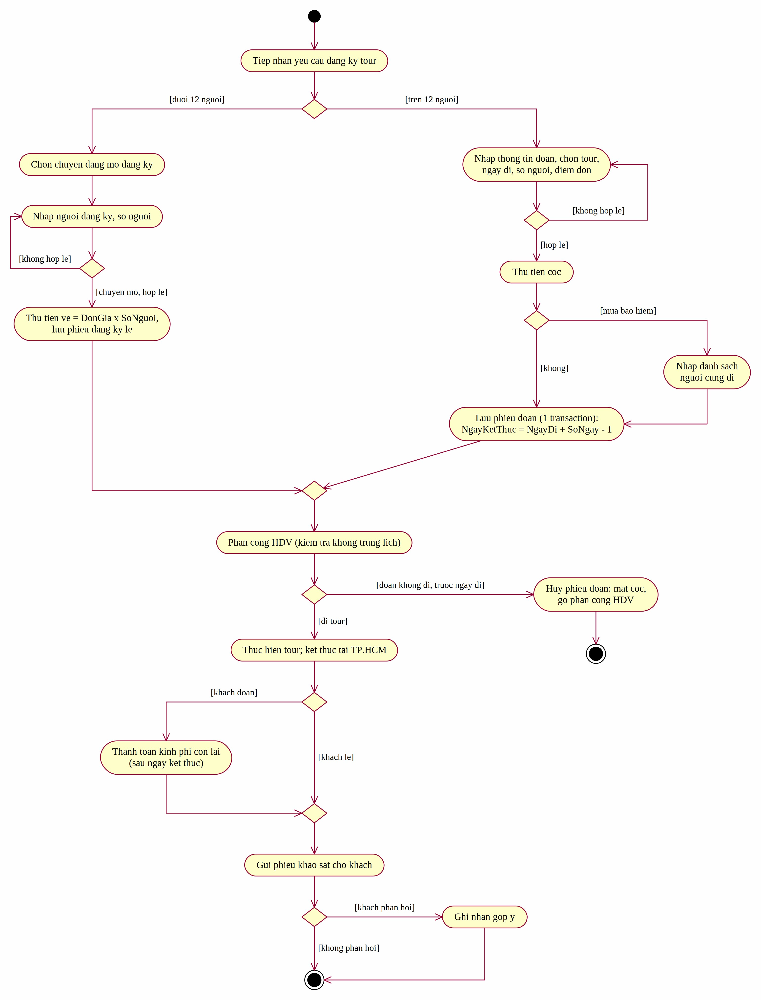 Tiep nhan yeu cau dang ky tour
[duoi 12 nguoi]
[tren 12 nguoi]
Chon chuyen dang mo dang ky
Nhap thong tin doan, chon tour,
ngay di, so nguoi, diem don
Nhap nguoi dang ky, so nguoi
[khong hop le]
[hop le]
[khong hop le]
Thu tien coc
[chuyen mo, hop le]
Thu tien ve = DonGia x SoNguoi,
luu phieu dang ky le
[mua bao hiem]
[khong]
Nhap danh sach
nguoi cung di
Luu phieu doan (1 transaction):
NgayKetThuc = NgayDi + SoNgay - 1
Phan cong HDV (kiem tra khong trung lich)
[doan khong di, truoc ngay di]
Huy phieu doan: mat coc,
go phan cong HDV
[di tour]
Thuc hien tour; ket thuc tai TP.HCM
[khach doan]
Thanh toan kinh phi con lai
(sau ngay ket thuc)
[khach le]
Gui phieu khao sat cho khach
[khach phan hoi]
Ghi nhan gop y
[khong phan hoi]